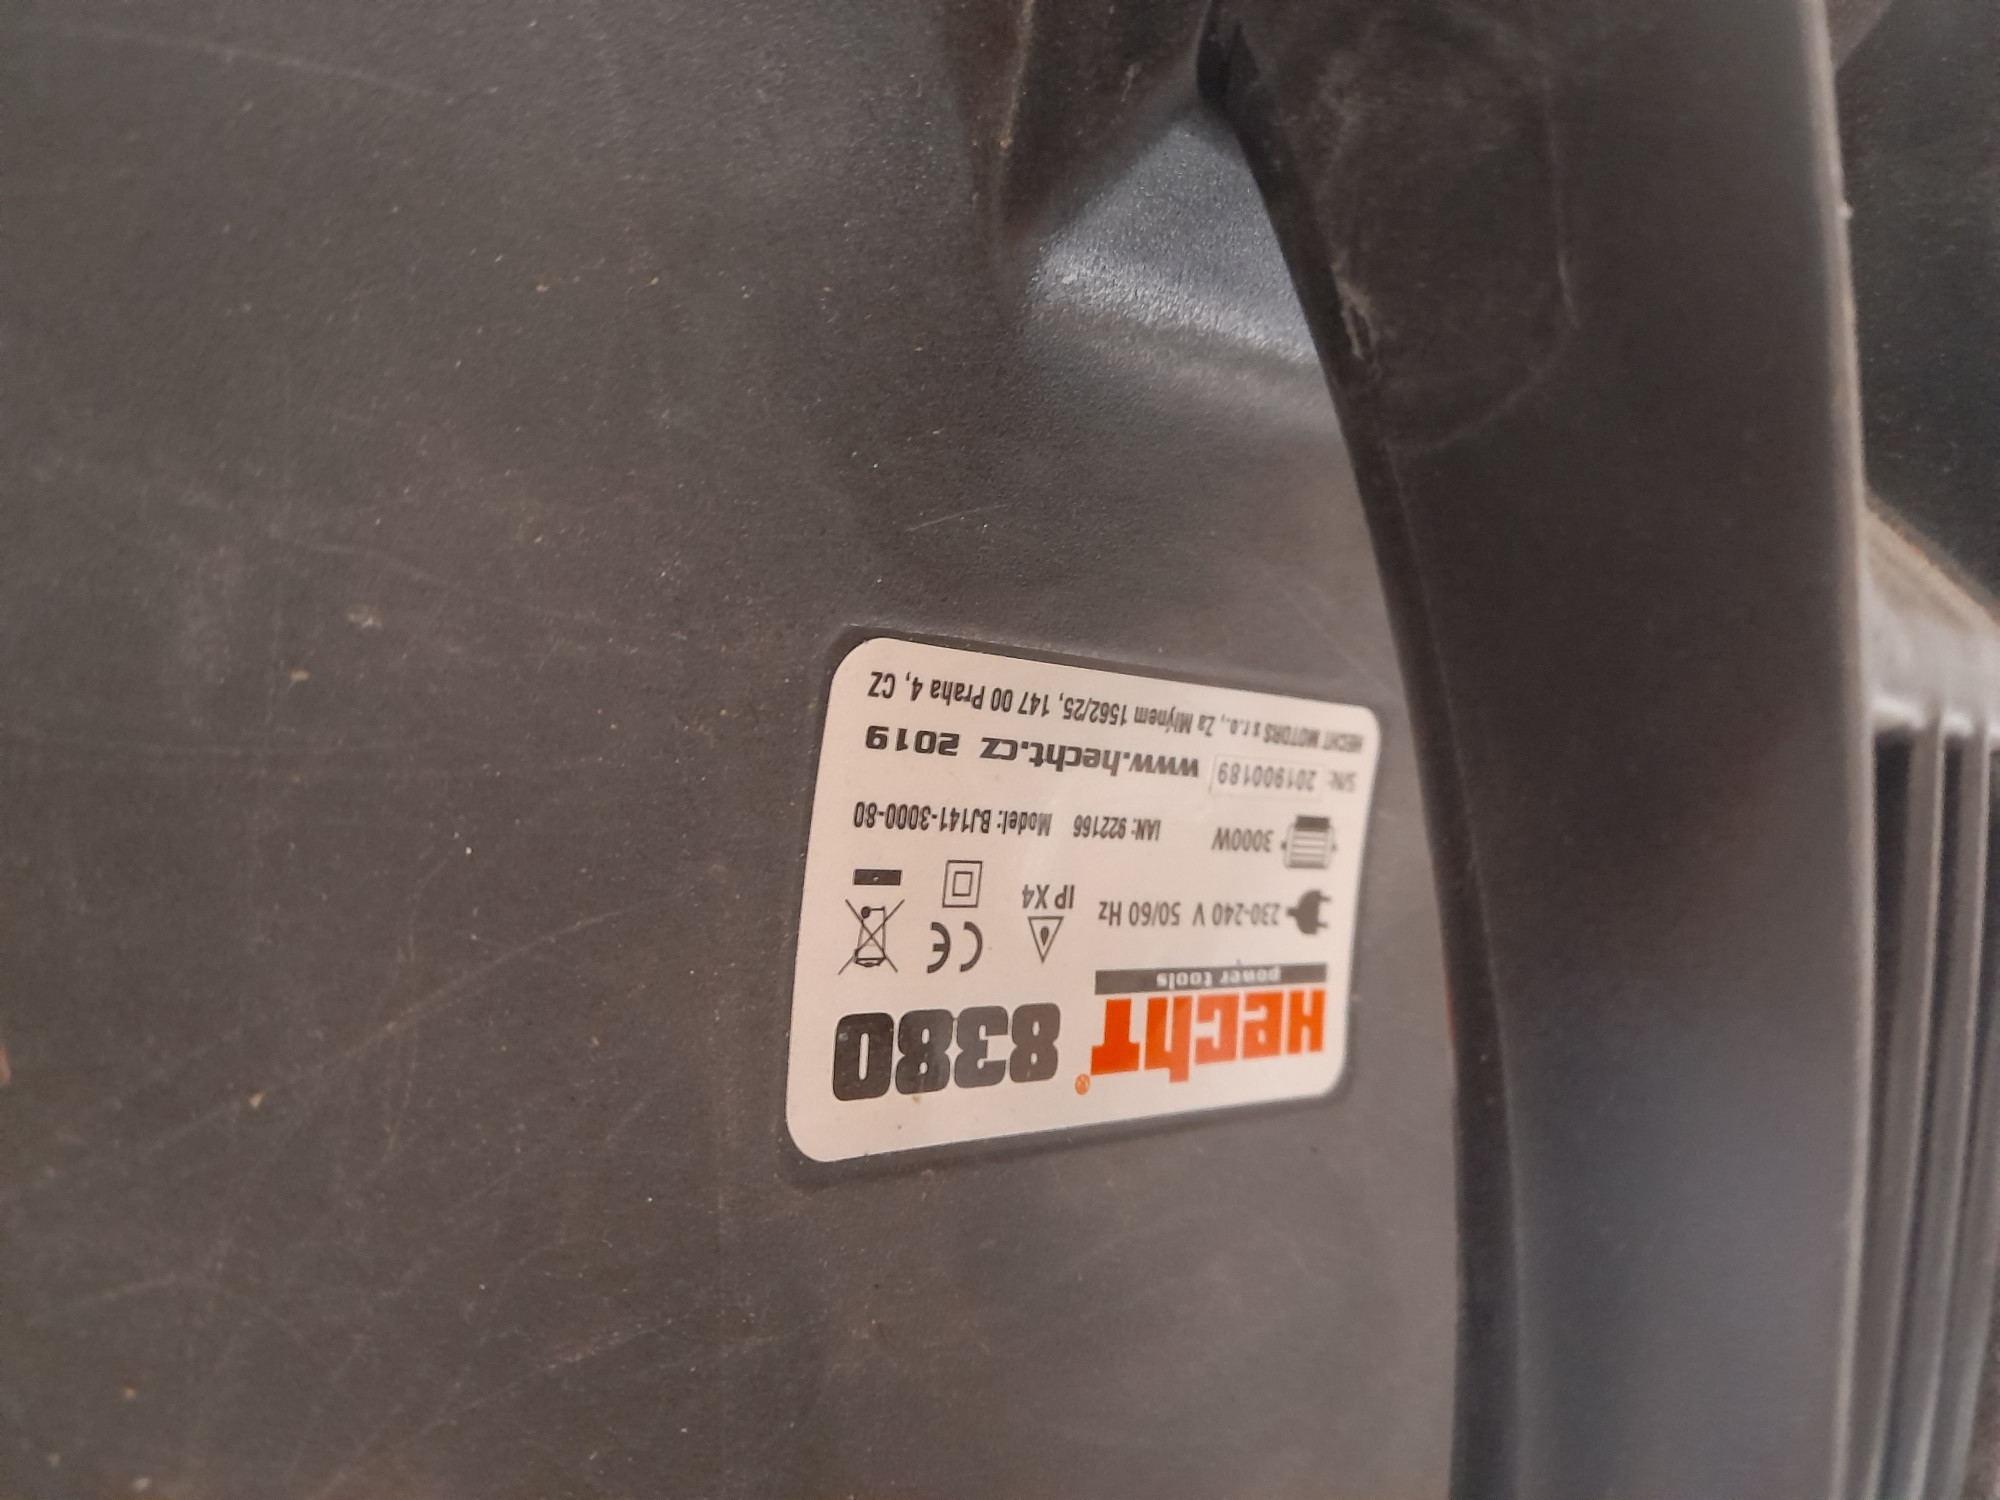 HECHT® 8380
power tools
230-240 V 50/60 Hz
IP X4
CE
3000W
IAN: 922166 Model: BJ141-3000-80
S/N: 201900189
www.hecht.cz 2019
HECHT MOTORS s r.o., Za Mlýnem 1562/25, 147 00 Praha 4, CZ